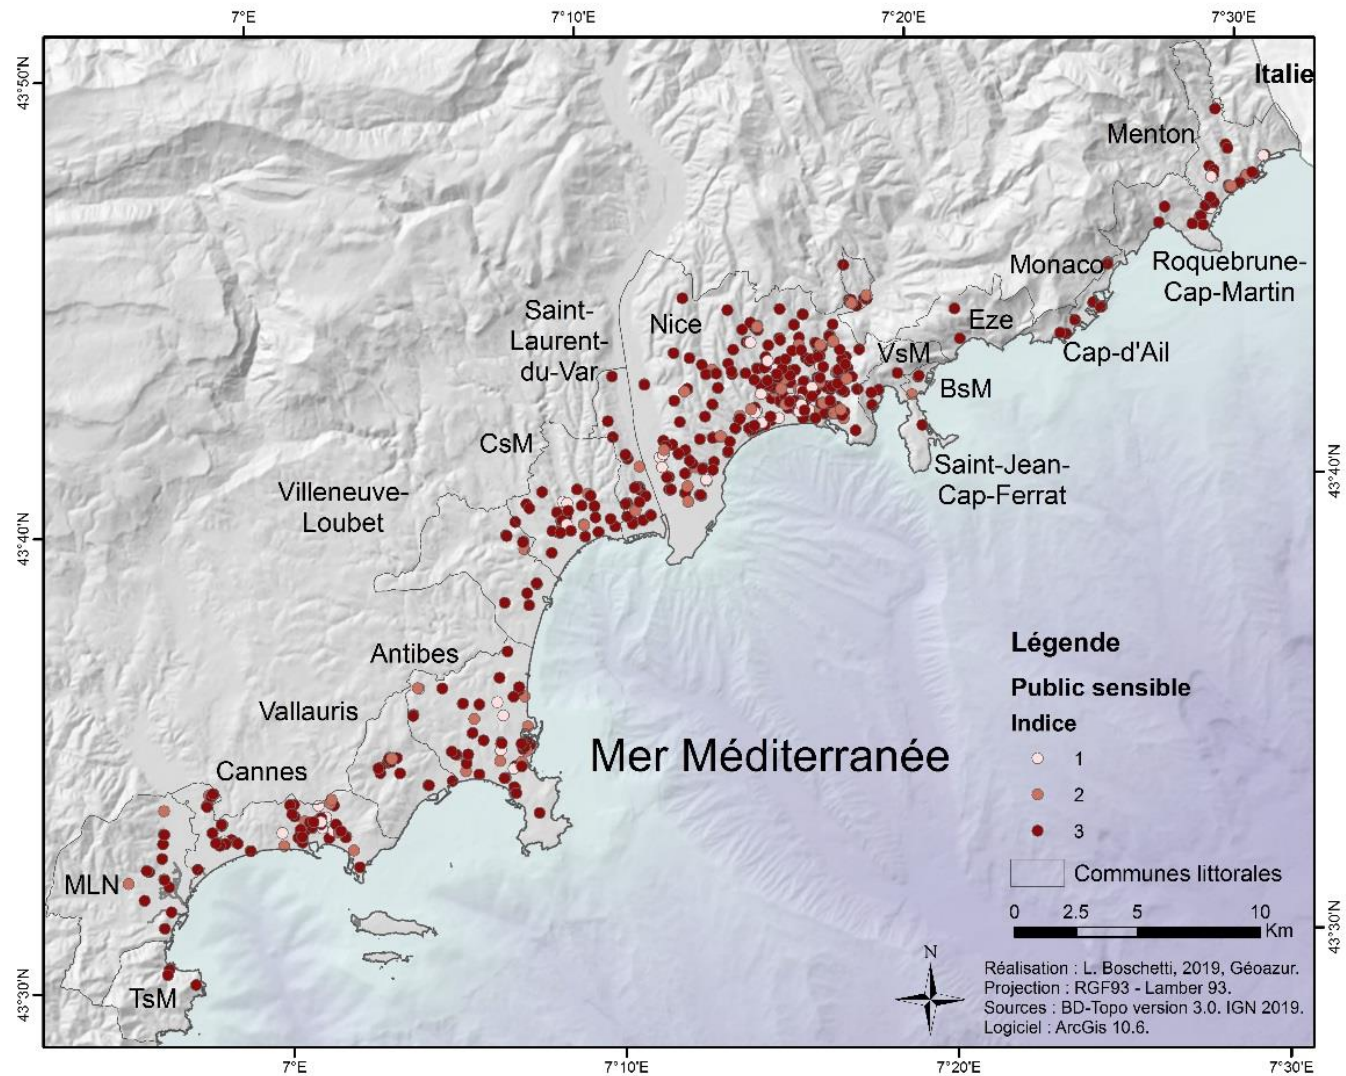 7°E
7°10'E
7°20'E
7°30'E
43°50'N
Italie
Menton
Monaco
Roquebrune-
Cap-Martin
Saint-
Laurent-
du-Var
Nice
Eze
VsM
Cap-d'Ail
BsM
CsM
Saint-Jean-
Cap-Ferrat
43°40'N
Villeneuve-
Loubet
43°40'N
Antibes
Vallauris
Cannes
Mer Méditerranée
MLN
TsM
Légende
Public sensible
Indice
1
2
3
Communes littorales
0 2.5 5 10
Km
43°30'N
N
Réalisation : L. Boschetti, 2019, Géoazur.
Projection : RGF93 - Lamber 93.
Sources : BD-Topo version 3.0. IGN 2019.
Logiciel : ArcGis 10.6.
43°30'N
7°E
7°10'E
7°20'E
7°30'E